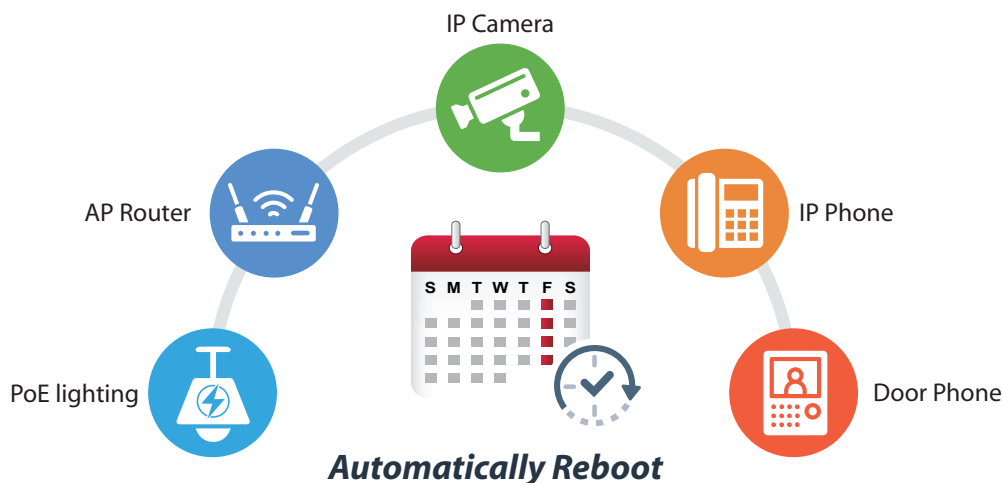 IP Camera
AP Router
IP Phone
S M T W T F S
PoE lighting
Door Phone
Automatically Reboot